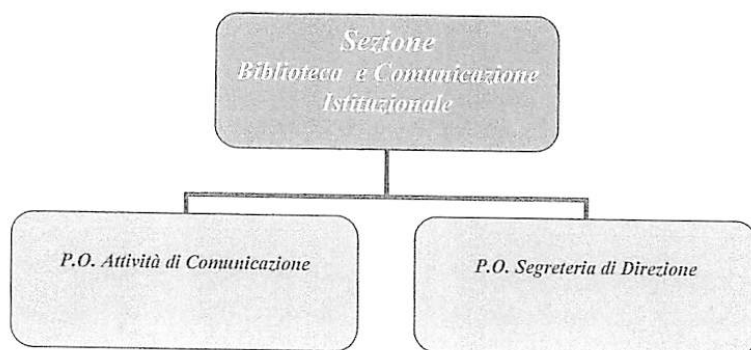 Sezione
Biblioteca e Comunicazione
Istituzionale
P.O. Attività di Comunicazione
P.O. Segreteria di Direzione